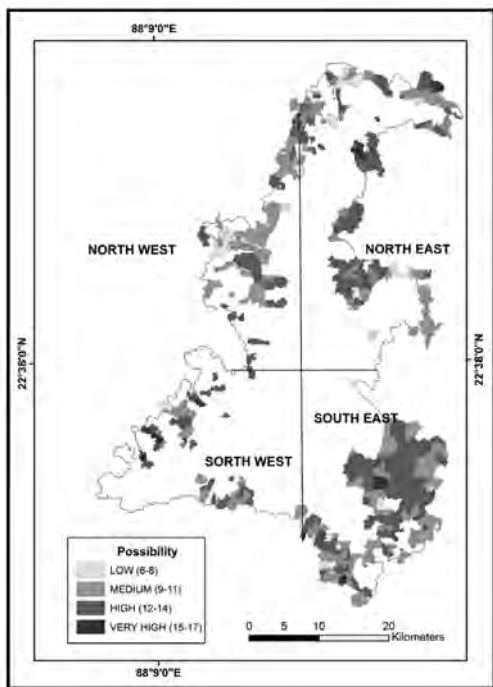 88°9'0"E
NORTH WEST
NORTH EAST
22°38'0"N
22°38'0"N
SOUTH EAST
SORTH WEST
Possibility
LOW (6-8)
MEDIUM (9-11)
HIGH (12-14)
VERY HIGH (15-17)
0 5 10 20
Kilometers
88°9'0"E